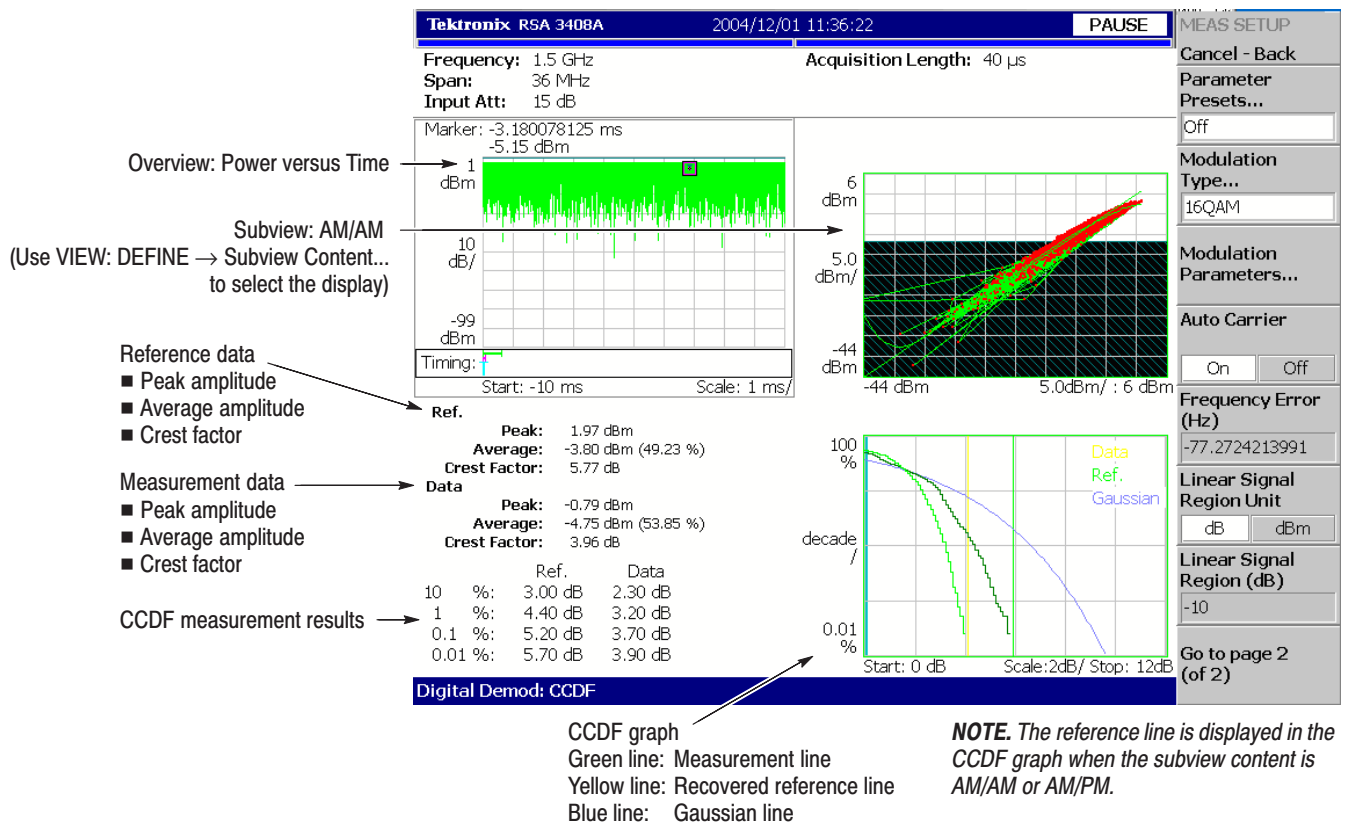 Tektronix RSA 3408A 2004/12/01 11:36:22 PAUSE
Frequency: 1.5 GHz
Span: 36 MHz
Input Att: 15 dB
Acquisition Length: 40 µs
Marker: -3.180078125 ms
-5.15 dBm
1
dBm
10
dB/
-99
dBm
Timing:
Start: -10 ms Scale: 1 ms/
6
dBm
5.0
dBm/
-44
dBm
-44 dBm 5.0dBm/ : 6 dBm
Overview: Power versus Time
Subview: AM/AM
(Use VIEW: DEFINE → Subview Content...
to select the display)
Reference data
■ Peak amplitude
■ Average amplitude
■ Crest factor
Measurement data
■ Peak amplitude
■ Average amplitude
■ Crest factor
CCDF measurement results
Ref.
Peak: 1.97 dBm
Average: -3.80 dBm (49.23 %)
Crest Factor: 5.77 dB
Data
Peak: -0.79 dBm
Average: -4.75 dBm (53.85 %)
Crest Factor: 3.96 dB
Ref. Data
10 %: 3.00 dB 2.30 dB
1 %: 4.40 dB 3.20 dB
0.1 %: 5.20 dB 3.70 dB
0.01 %: 5.70 dB 3.90 dB
100
%
decade
/
0.01
%
Data
Ref.
Gaussian
Start: 0 dB Scale:2dB/ Stop: 12dB
Digital Demod: CCDF
MEAS SETUP
Cancel - Back
Parameter
Presets...
Off
Modulation
Type...
16QAM
Modulation
Parameters...
Auto Carrier
On Off
Frequency Error
(Hz)
-77.2724213991
Linear Signal
Region Unit
dB dBm
Linear Signal
Region (dB)
-10
Go to page 2
(of 2)
CCDF graph
Green line: Measurement line
Yellow line: Recovered reference line
Blue line: Gaussian line
NOTE. The reference line is displayed in the
CCDF graph when the subview content is
AM/AM or AM/PM.